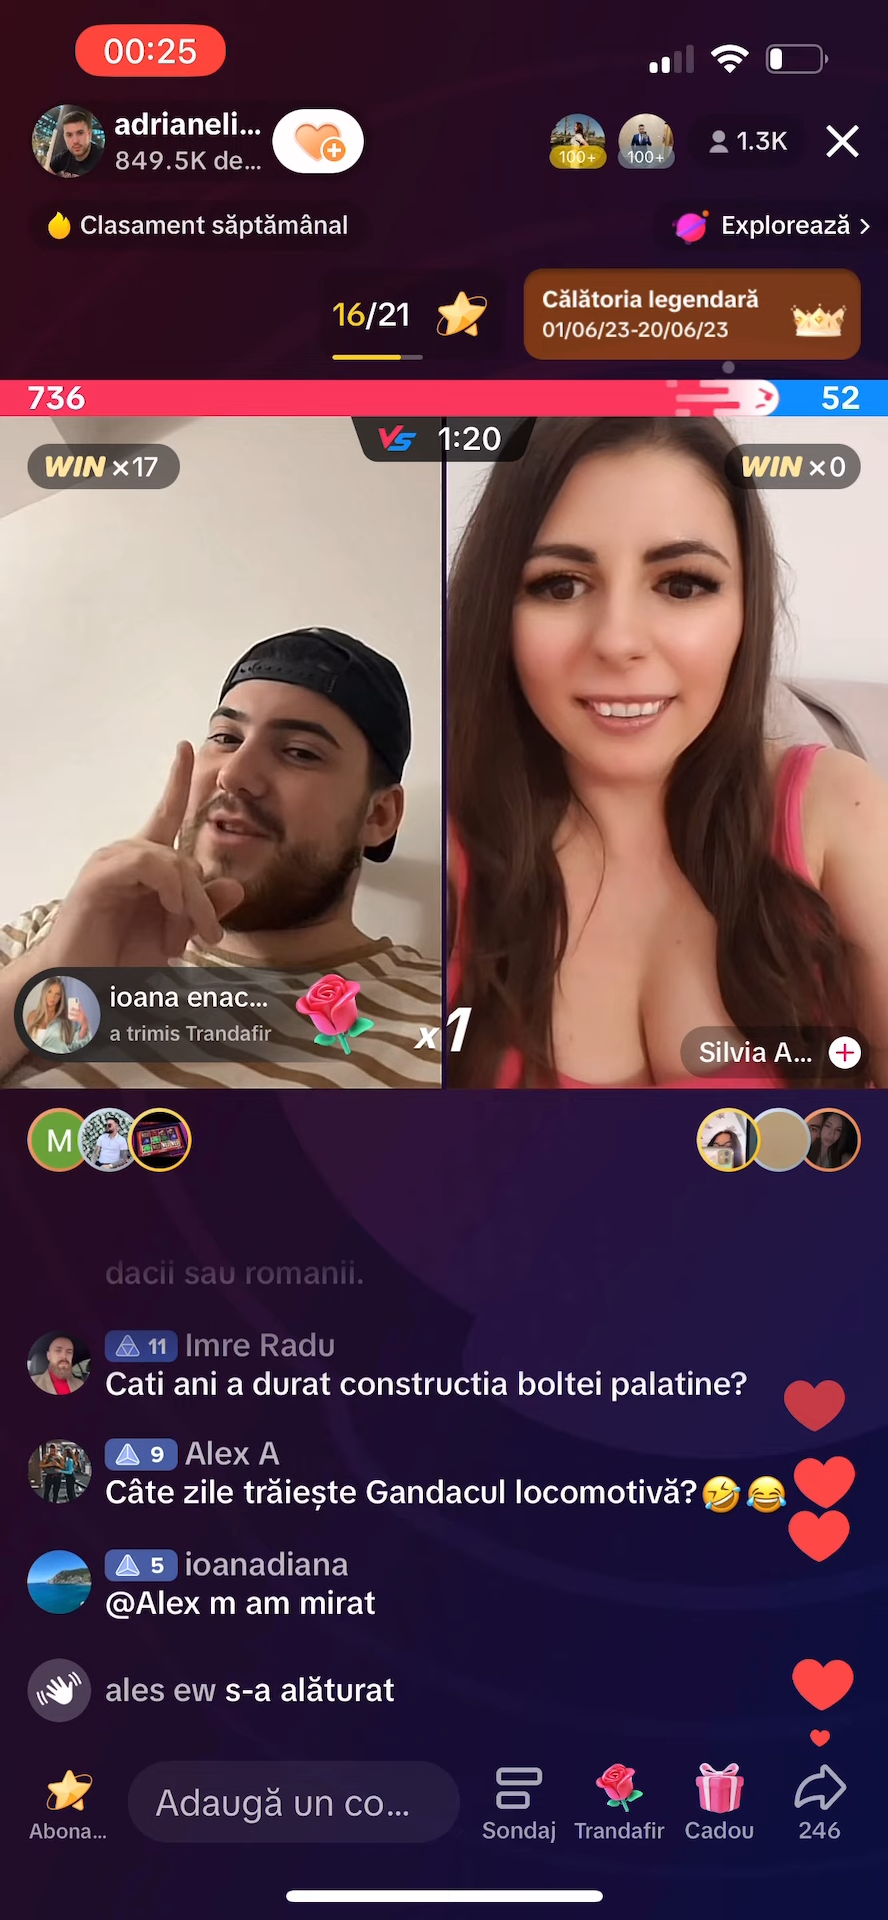 00:25
adrianeli...
849.5K de...
100+
100+
1.3K
Clasament săptămânal
Explorează >
16/21
Călătoria legendară
01/06/23-20/06/23
736
52
VS 1:20
WIN ×17
WIN ×0
ioana enac...
a trimis Trandafir
x1
Silvia A...
M
dacii sau romanii.
11 Imre Radu
Cati ani a durat constructia boltei palatine?
9 Alex A
Câte zile trăiește Gandacul locomotivă?🤣😂
5 ioanadiana
@Alex m am mirat
ales ew s-a alăturat
Adaugă un co...
Abona...
Sondaj
Trandafir
Cadou
246